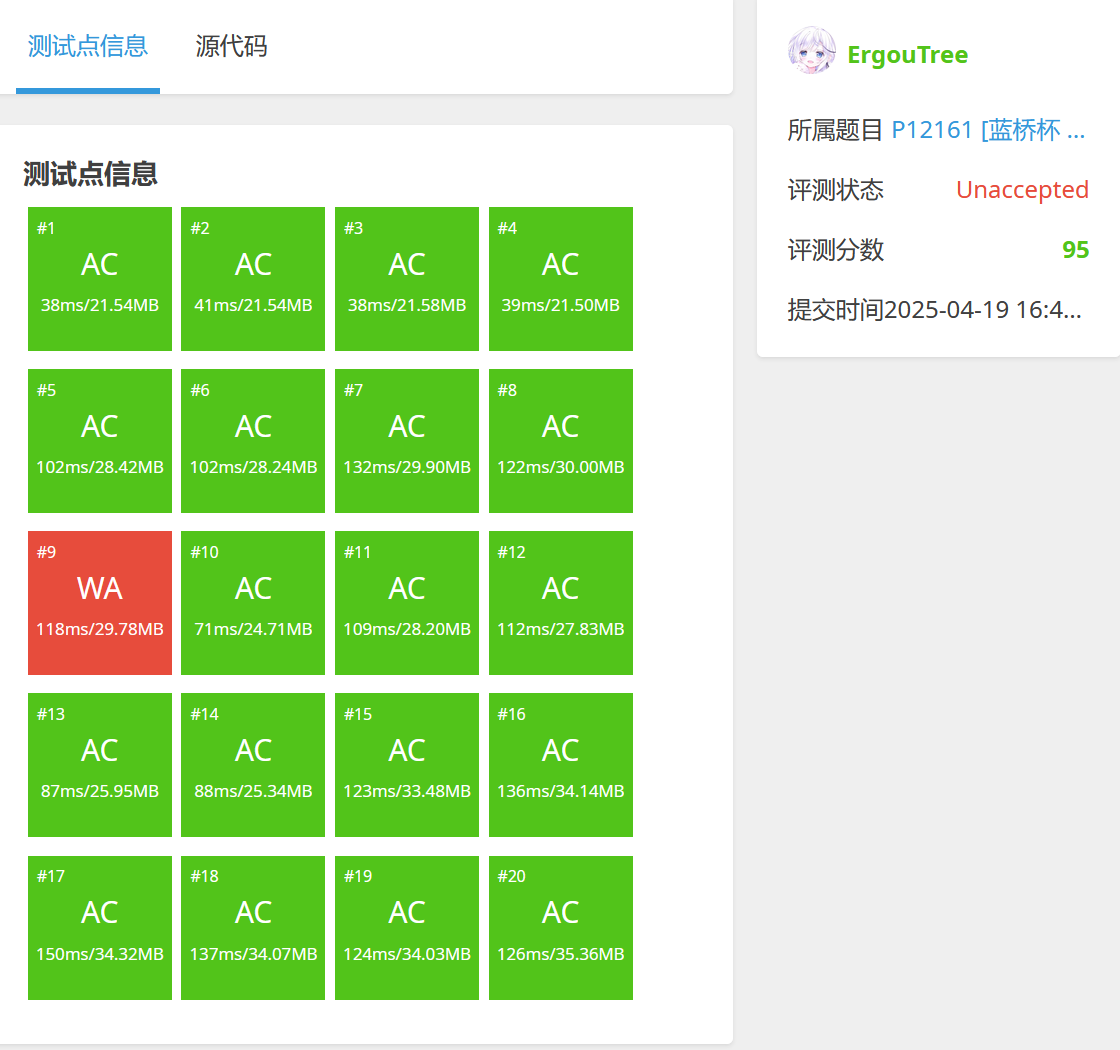 测试点信息 源代码
测试点信息
#1 #2 #3 #4
AC AC AC AC
38ms/21.54MB 41ms/21.54MB 38ms/21.58MB 39ms/21.50MB
#5 #6 #7 #8
AC AC AC AC
102ms/28.42MB 102ms/28.24MB 132ms/29.90MB 122ms/30.00MB
#9 #10 #11 #12
WA AC AC AC
118ms/29.78MB 71ms/24.71MB 109ms/28.20MB 112ms/27.83MB
#13 #14 #15 #16
AC AC AC AC
87ms/25.95MB 88ms/25.34MB 123ms/33.48MB 136ms/34.14MB
#17 #18 #19 #20
AC AC AC AC
150ms/34.32MB 137ms/34.07MB 124ms/34.03MB 126ms/35.36MB
ErgouTree
所属题目 P12161 [蓝桥杯 ...
评测状态 Unaccepted
评测分数 95
提交时间2025-04-19 16:4...